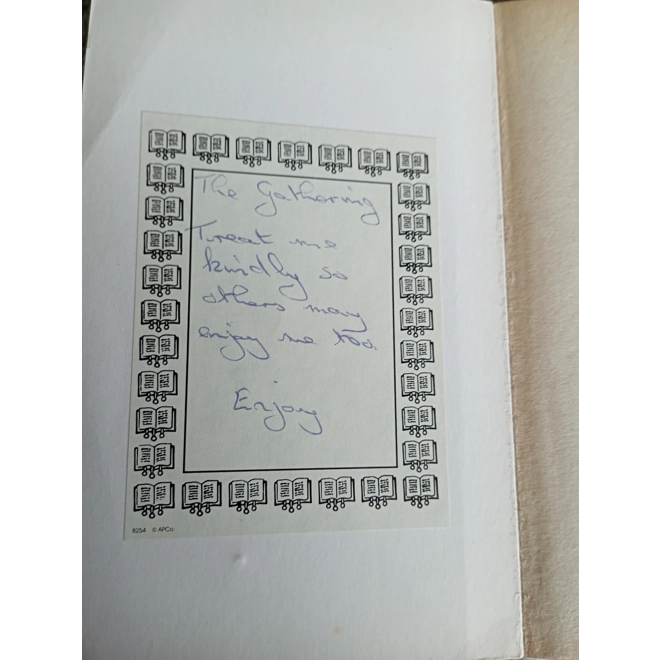 The Gathering
Treat me
kindly so
others may
enjoy me too.
Enjoy
8254 © APCo